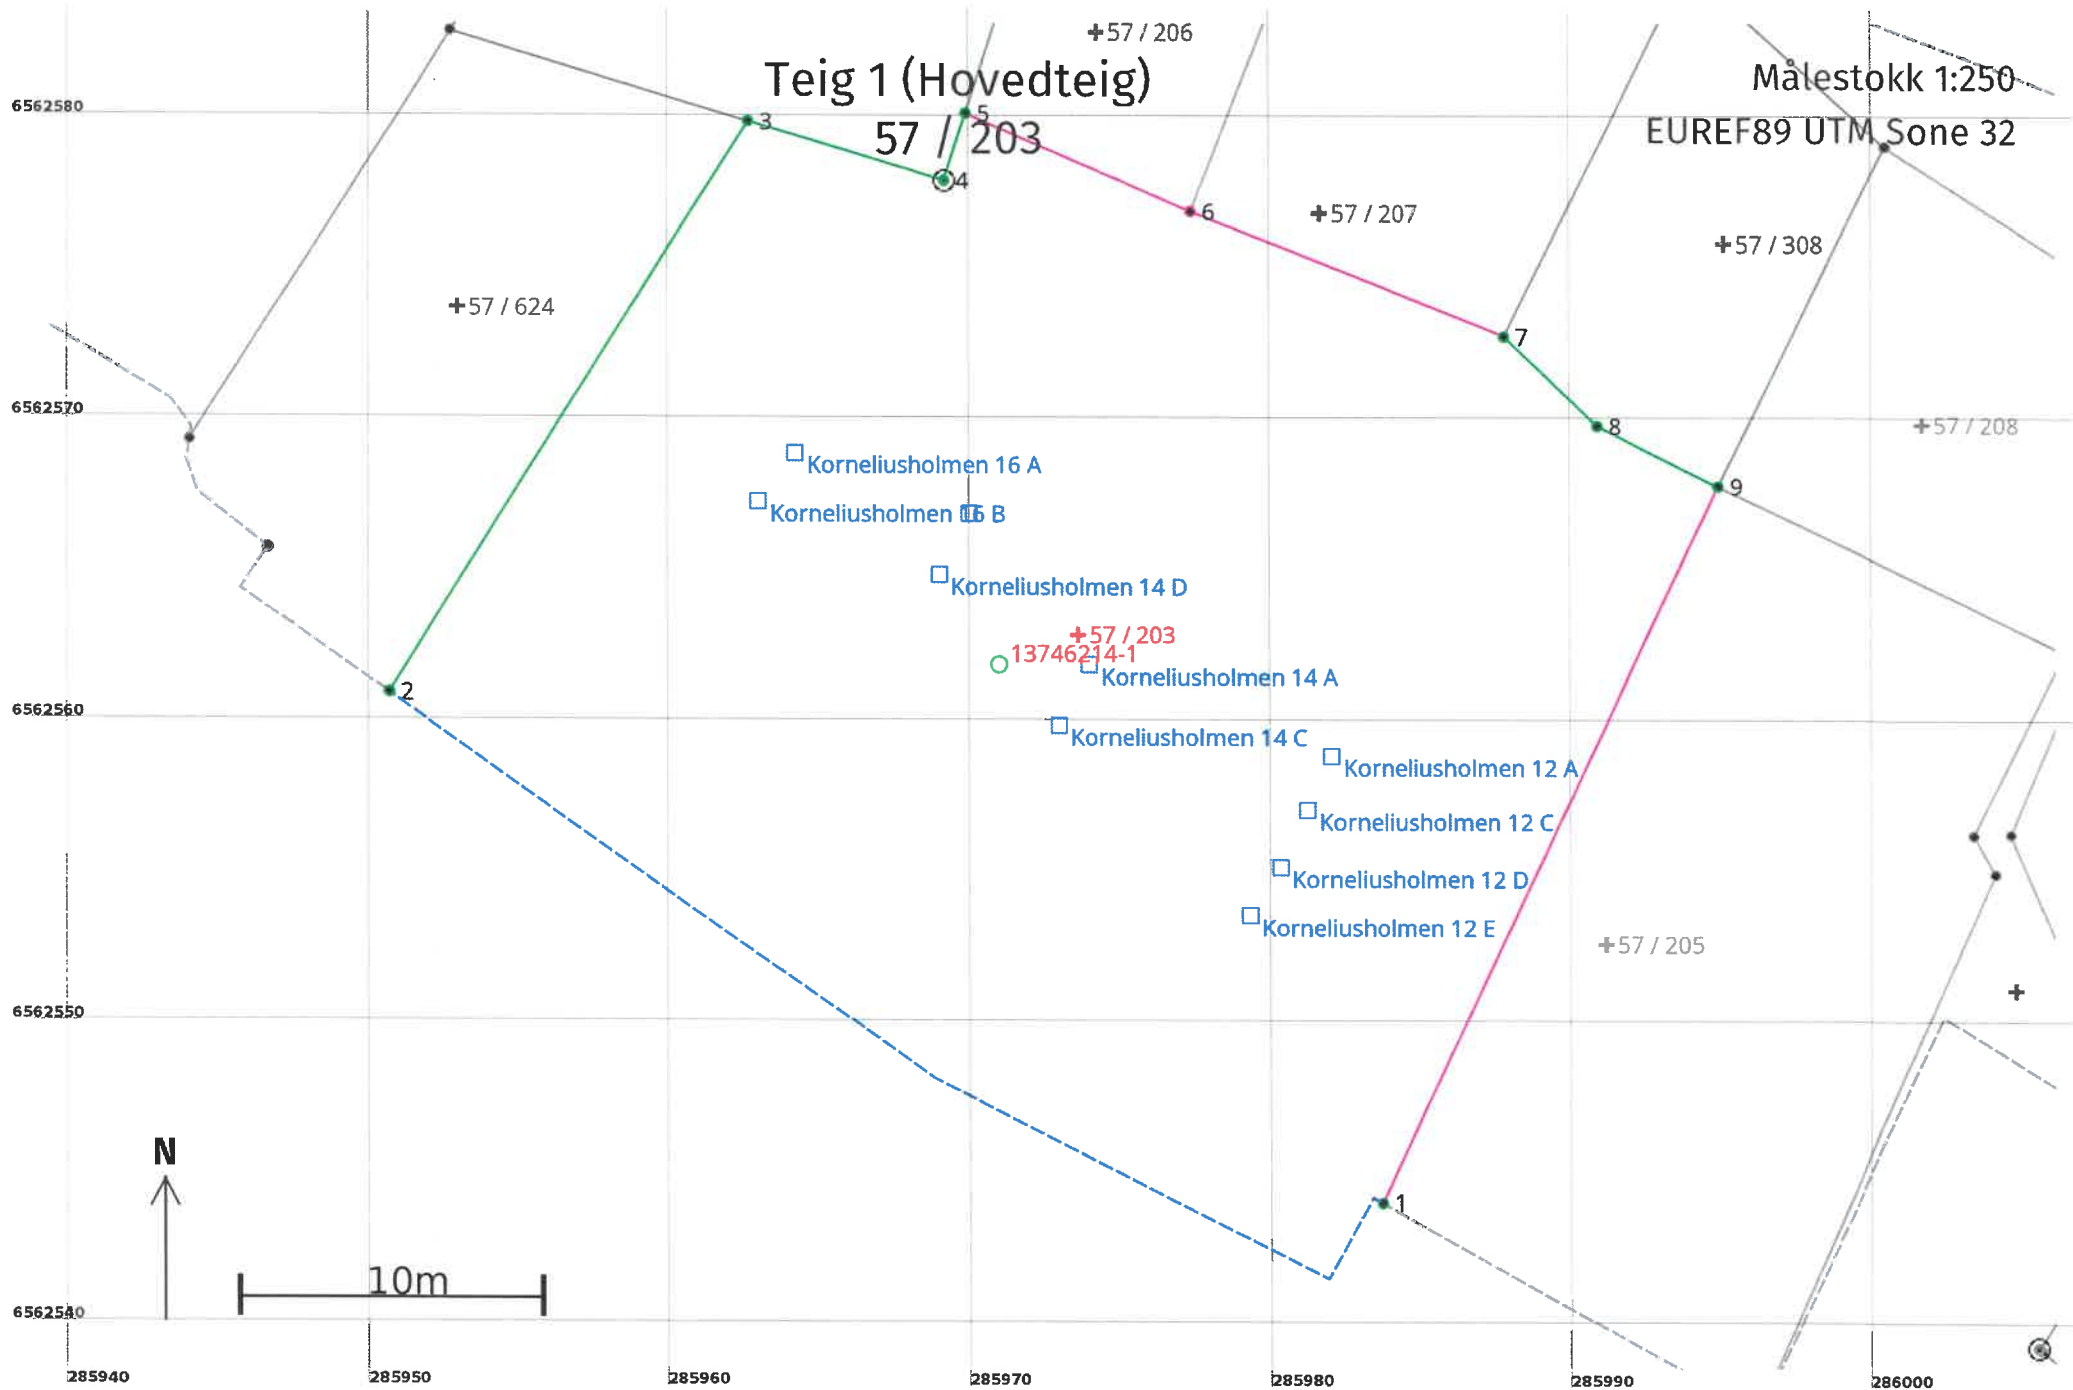 57 / 206
Teig 1 (Hovedteig)
57 / 203
Målestokk 1:250
EUREF89 UTM Sone 32
6562580
3
5
4
6
57 / 207
57 / 308
57 / 624
7
6562570
8
57 / 208
Korneliusholmen 16 A
9
Korneliusholmen 16 B
Korneliusholmen 14 D
57 / 203
13746214-1
Korneliusholmen 14 A
2
6562560
Korneliusholmen 14 C
Korneliusholmen 12 A
Korneliusholmen 12 C
Korneliusholmen 12 D
Korneliusholmen 12 E
57 / 205
6562550
N
1
10m
6562540
285940
285950
285960
285970
285980
285990
286000